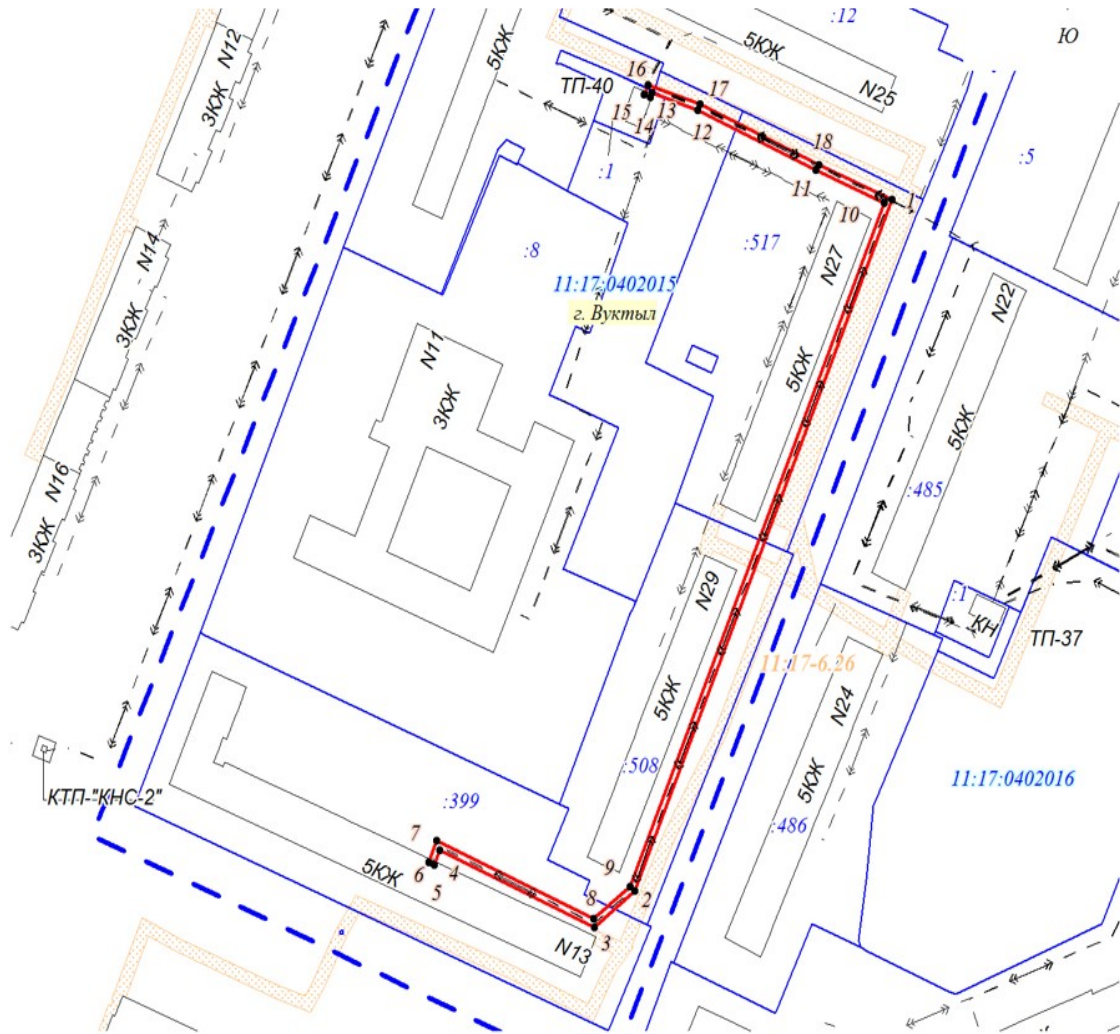 :12
Ю
N12
5КЖ
5КЖ
3КЖ
16
ТП-40
17
N25
15
13
14
12
18
:5
:1
11
1
10
:517
N14
:8
N27
11:17:0402015
г. Вуктыл
N22
3КЖ
N11
5КЖ
3КЖ
5КЖ
N16
:485
3КЖ
N29
:1
КН
ТП-37
11:17-6.26
5КЖ
N24
:508
5КЖ
11:17:0402016
КТП-"КНС-2"
:399
:486
7
6
4
5
5КЖ
9
8
2
3
N13